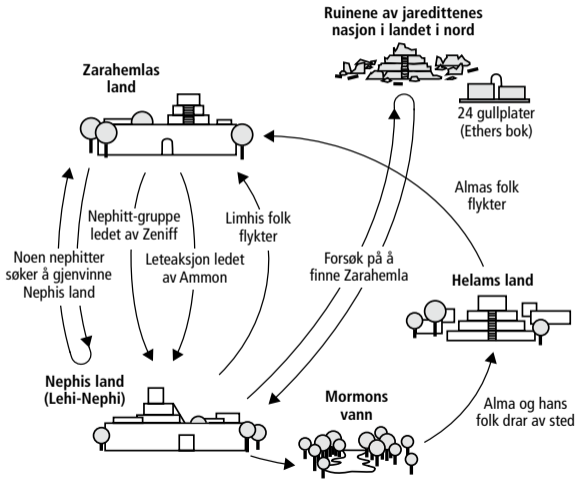 Ruinene av jaredittenes
nasjon i landet i nord
Zarahemlas
land
24 gullplater
(Ethers bok)
Almas folk
flykter
Nephitt-gruppe
ledet av Zeniff
Limhis folk
flykter
Noen nephitter
søker å gjenvinne
Nephis land
Leteaksjon ledet
av Ammon
Forsøk på å
finne Zarahemla
Helams land
Nephis land
(Lehi-Nephi)
Mormons
vann
Alma og hans
folk drar av sted